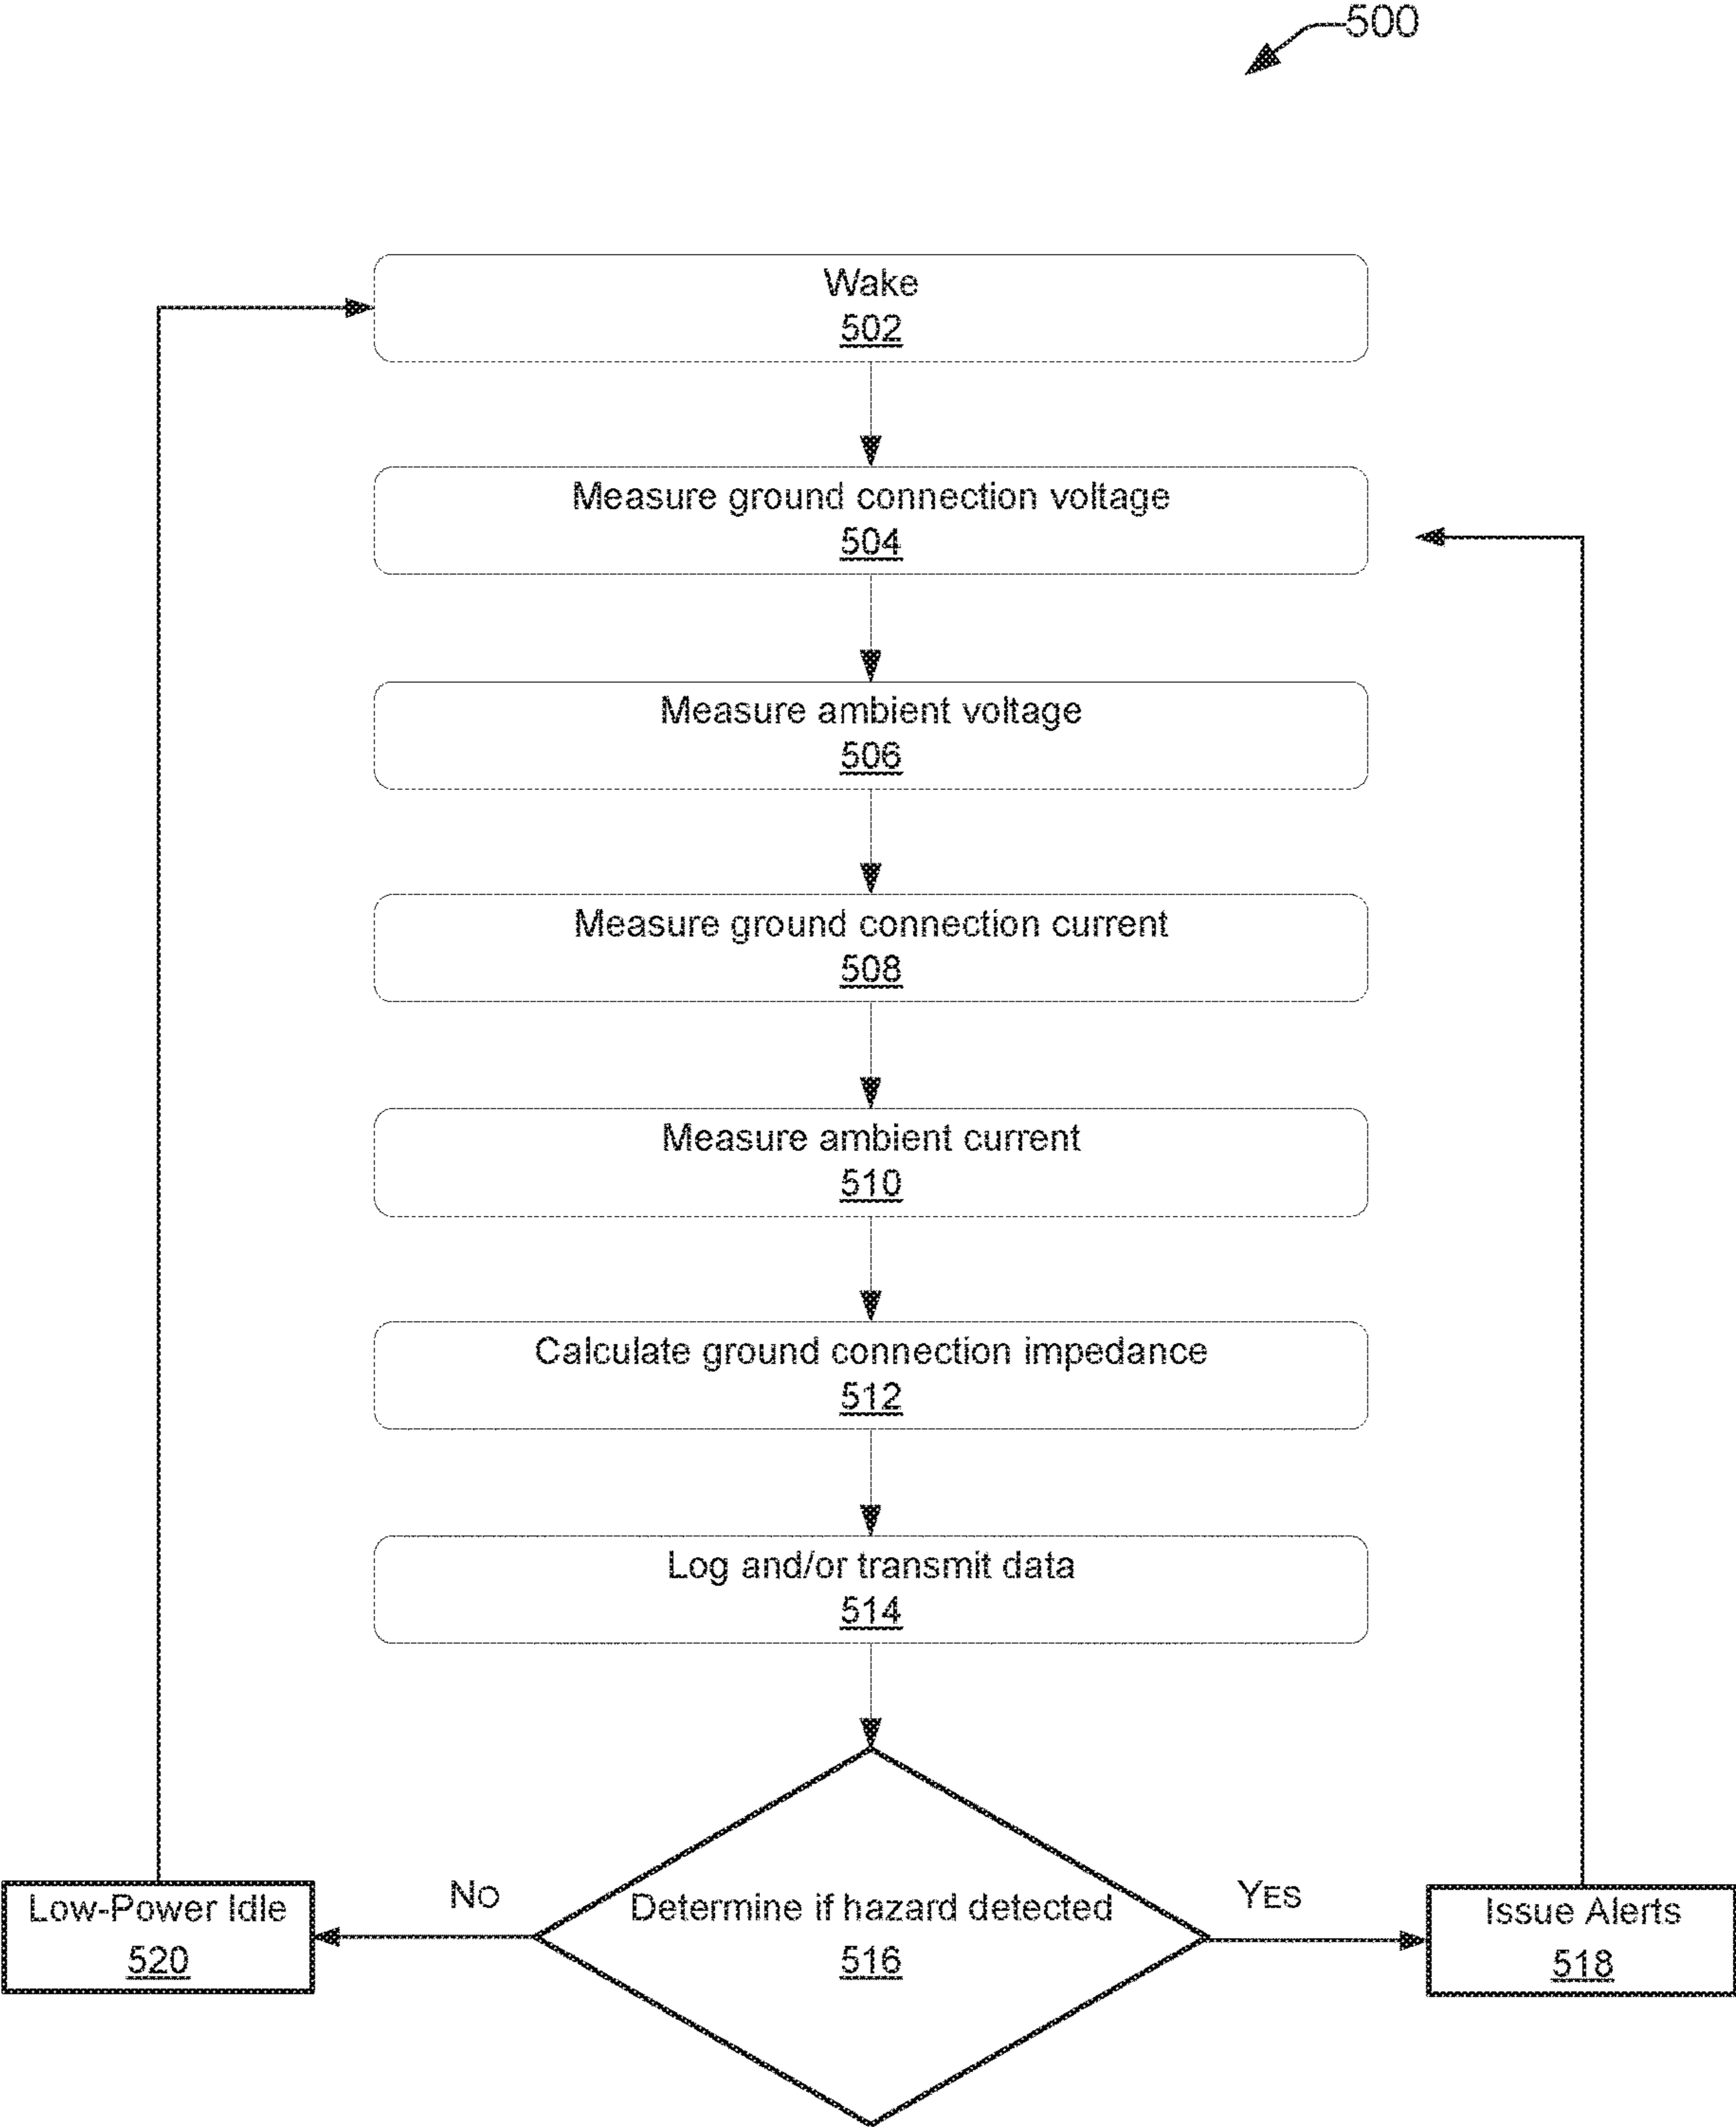 500
Wake
502
Measure ground connection voltage
504
Measure ambient voltage
506
Measure ground connection current
508
Measure ambient current
510
Calculate ground connection impedance
512
Log and/or transmit data
514
Low-Power Idle
520
NO
Determine if hazard detected
516
YES
Issue Alerts
518